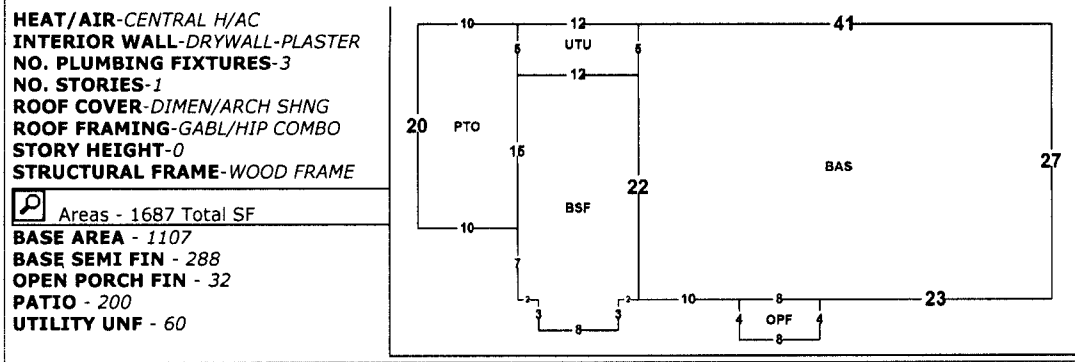 HEAT/AIR-CENTRAL H/AC
INTERIOR WALL-DRYWALL-PLASTER
NO. PLUMBING FIXTURES-3
NO. STORIES-1
ROOF COVER-DIMEN/ARCH SHNG
ROOF FRAMING-GABL/HIP COMBO
STORY HEIGHT-0
STRUCTURAL FRAME-WOOD FRAME
Areas - 1687 Total SF
BASE AREA - 1107
BASE SEMI FIN - 288
OPEN PORCH FIN - 32
PATIO - 200
UTILITY UNF - 60
10 12 41
5 UTU 5
12
20 PTO 15 BAS 27
22
BSF
10
7
2 2 10 8 23
3 3 4 OPF 4
8 8